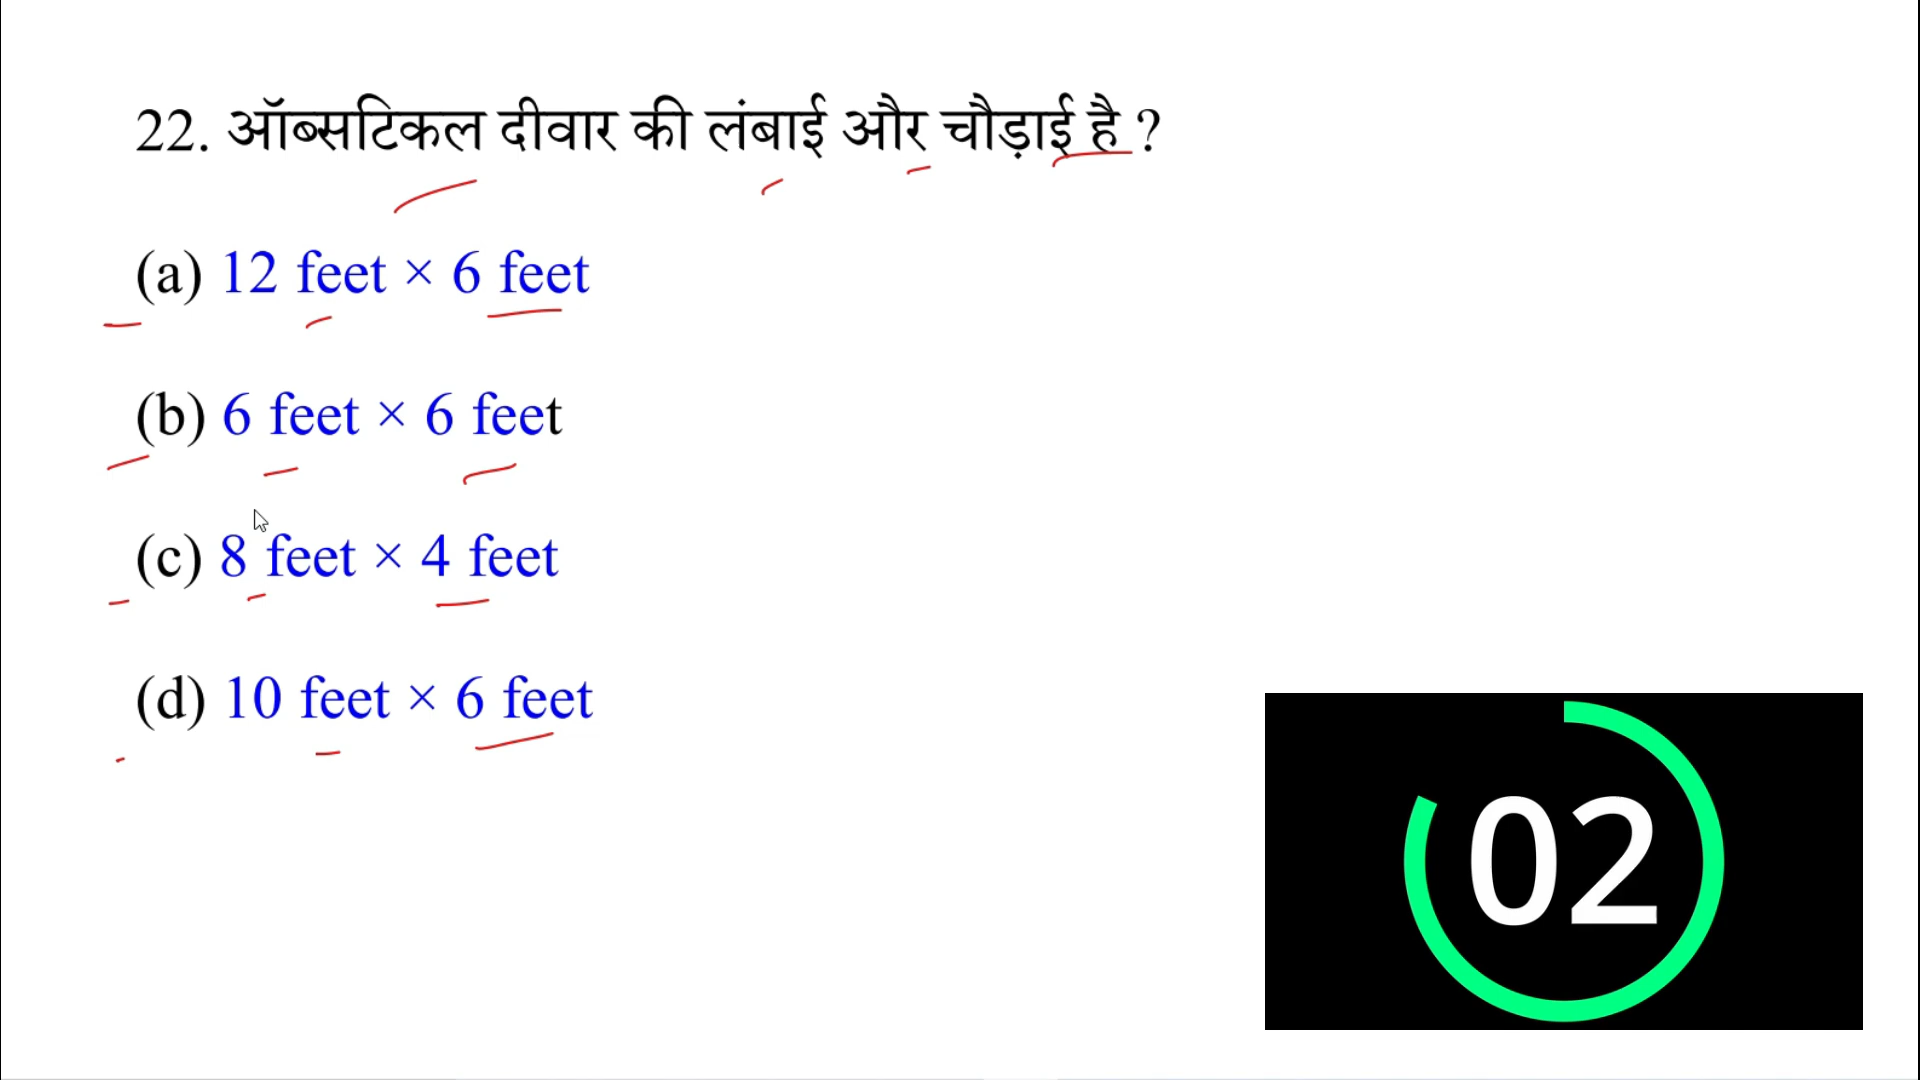 22. ऑब्सटिकल दीवार की लंबाई और चौड़ाई है ?
(a) 12 feet × 6 feet
(b) 6 feet × 6 feet
(c) 8 feet × 4 feet
(d) 10 feet × 6 feet
02